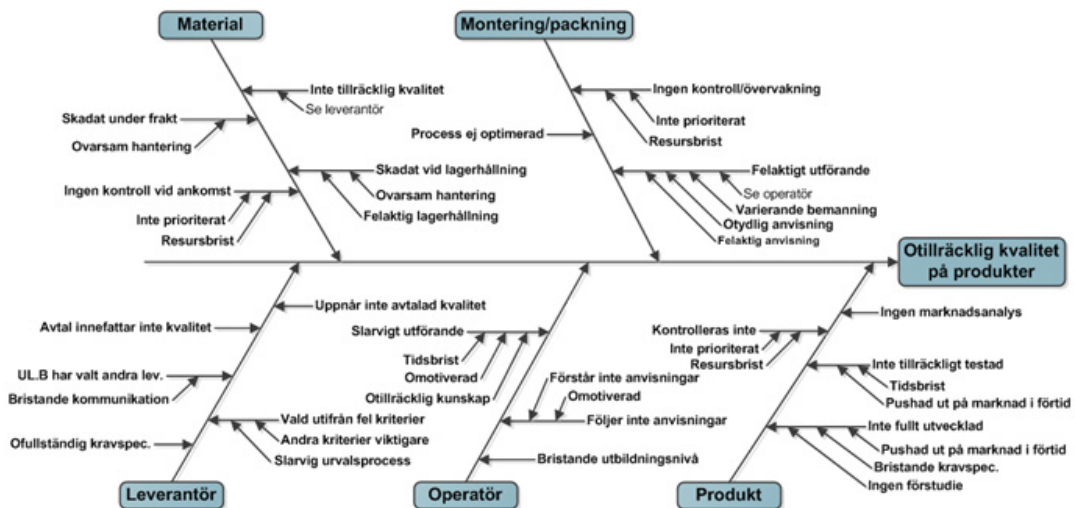 Material
Montering/packning
Inte tillräcklig kvalitet
Se leverantör
Skadat under frakt
Ovarsam hantering
Skadat vid lagerhållning
Ovarsam hantering
Felaktig lagerhållning
Ingen kontroll vid ankomst
Inte prioriterat
Resursbrist
Ingen kontroll/övervakning
Inte prioriterat
Resursbrist
Process ej optimerad
Felaktigt utförande
Se operatör
Varierande bemanning
Otydlig anvisning
Felaktig anvisning
Otillräcklig kvalitet
på produkter
Uppnår inte avtalad kvalitet
Avtal innefattar inte kvalitet
UL.B har valt andra lev.
Bristande kommunikation
Vald utifrån fel kriterier
Andra kriterier viktigare
Slarvig urvalsprocess
Ofullständig kravspec.
Leverantör
Slarvigt utförande
Tidsbrist
Omotiverad
Otillräcklig kunskap
Förstår inte anvisningar
Omotiverad
Följer inte anvisningar
Bristande utbildningsnivå
Operatör
Ingen marknadsanalys
Kontrolleras inte
Inte prioriterat
Resursbrist
Inte tillräckligt testad
Tidsbrist
Pushad ut på marknad i förtid
Inte fullt utvecklad
Pushad ut på marknad i förtid
Bristande kravspec.
Ingen förstudie
Produkt